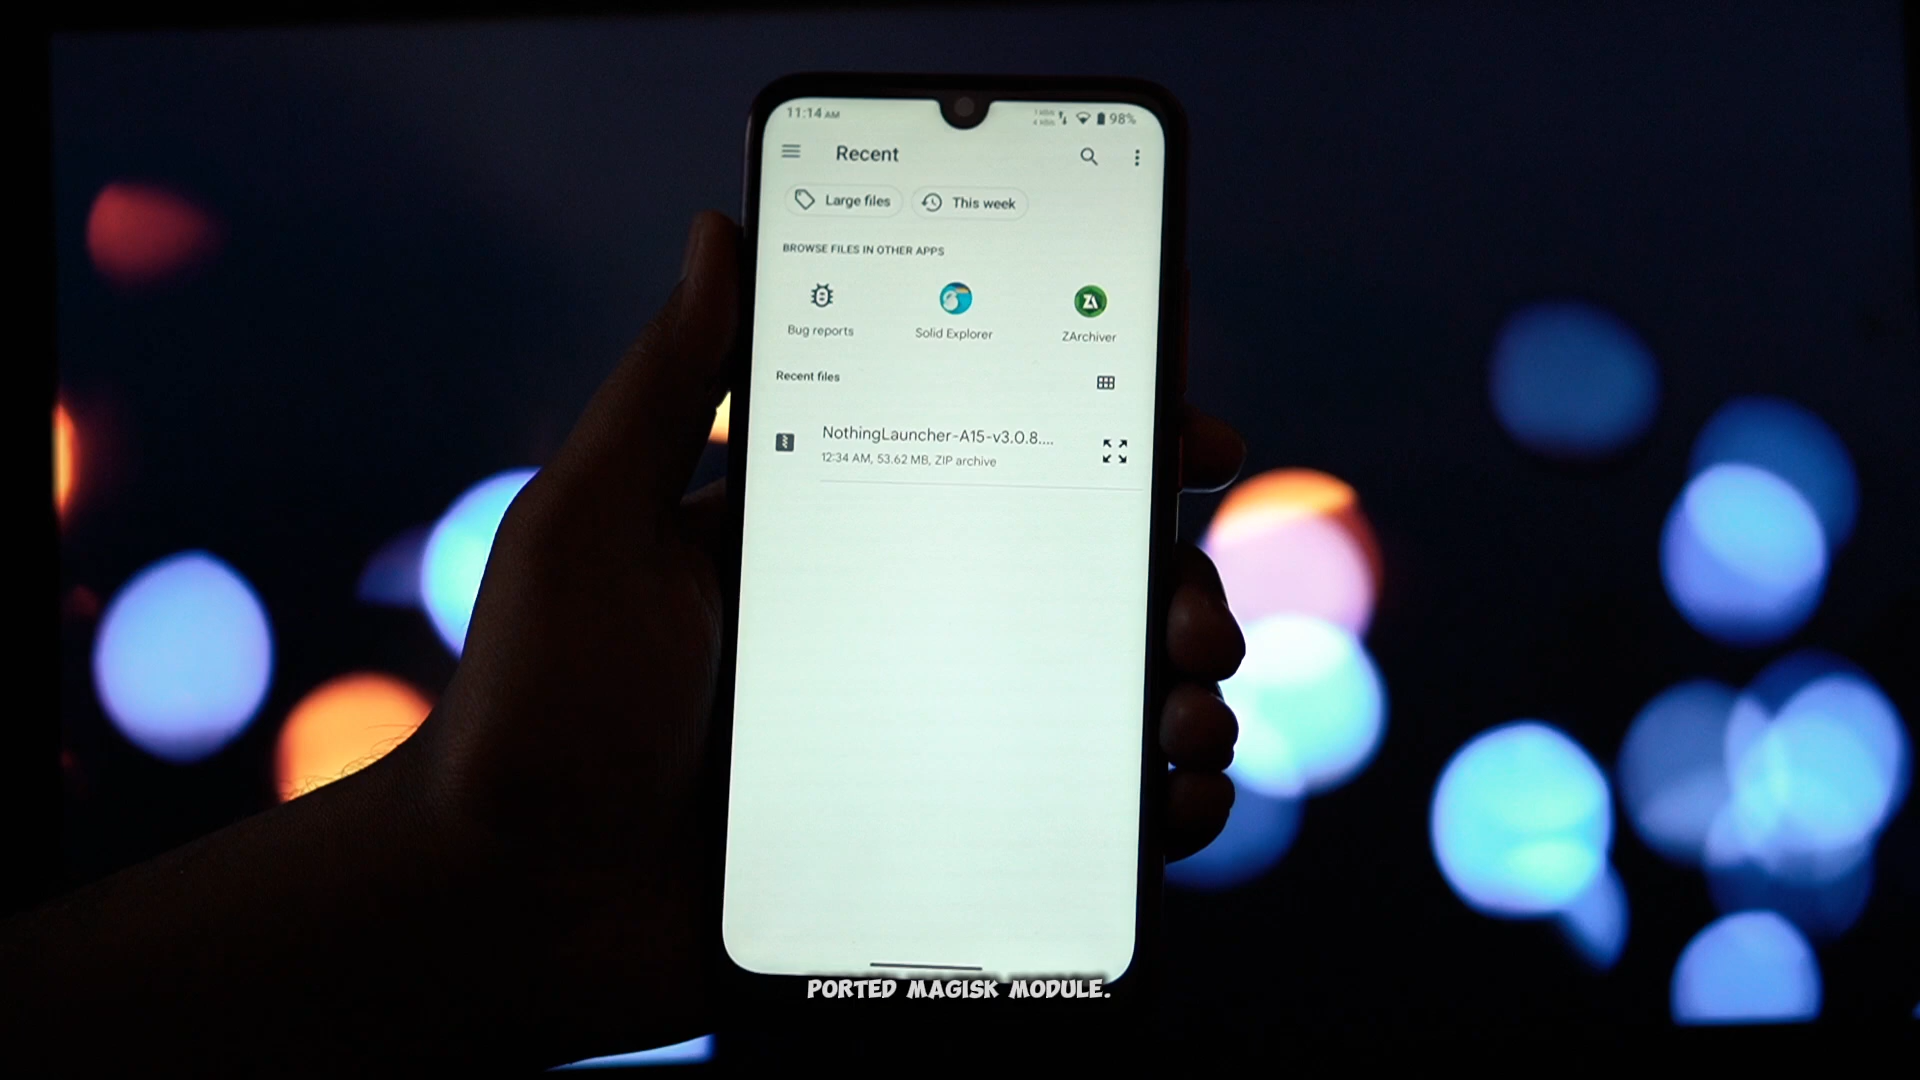 11:14 AM
98%
Recent
Large files
This week
BROWSE FILES IN OTHER APPS
Bug reports
Solid Explorer
ZArchiver
Recent files
NothingLauncher-A15-v3.0.8....
12:34 AM, 53.62 MB, ZIP archive
PORTED MAGISK MODULE.